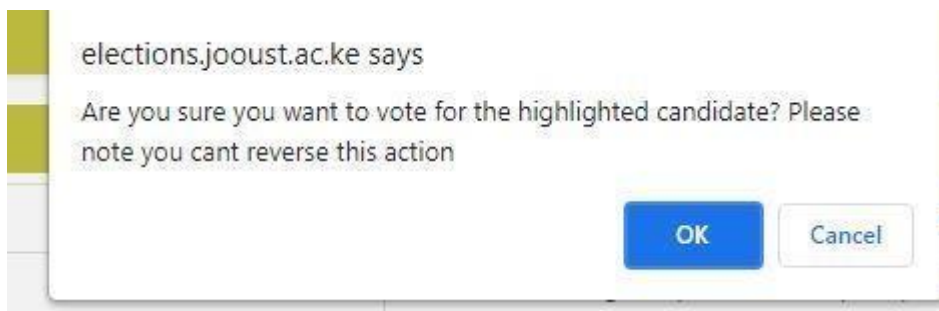 elections.jooust.ac.ke says
Are you sure you want to vote for the highlighted candidate? Please
note you cant reverse this action
OK
Cancel